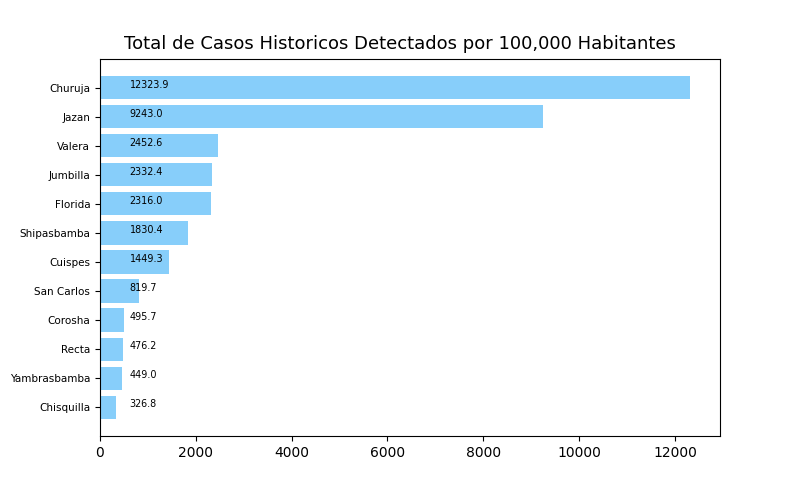 Total de Casos Historicos Detectados por 100,000 Habitantes
Churuja 12323.9
Jazan 9243.0
Valera 2452.6
Jumbilla 2332.4
Florida 2316.0
Shipasbamba 1830.4
Cuispes 1449.3
San Carlos 819.7
Corosha 495.7
Recta 476.2
Yambrasbamba 449.0
Chisquilla 326.8
0 2000 4000 6000 8000 10000 12000